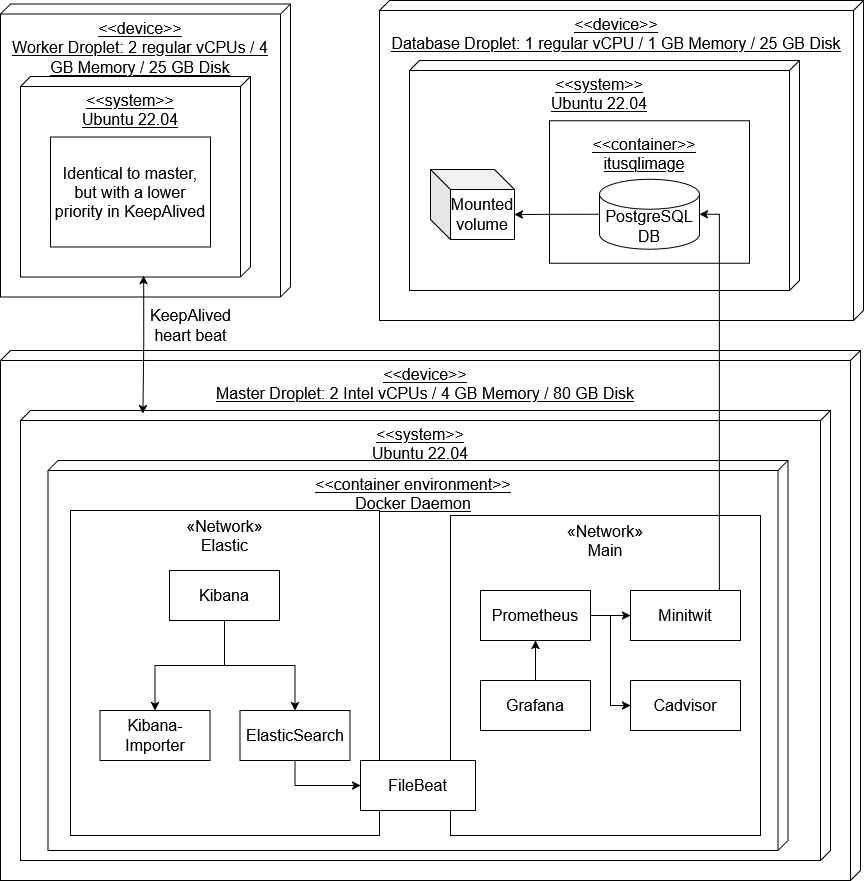 <<device>>
Worker Droplet: 2 regular vCPUs / 4
GB Memory / 25 GB Disk
<<system>>
Ubuntu 22.04
Identical to master,
but with a lower
priority in KeepAlived
<<device>>
Database Droplet: 1 regular vCPU / 1 GB Memory / 25 GB Disk
<<system>>
Ubuntu 22.04
<<container>>
itusqlimage
Mounted
volume
PostgreSQL
DB
KeepAlived
heart beat
<<device>>
Master Droplet: 2 Intel vCPUs / 4 GB Memory / 80 GB Disk
<<system>>
Ubuntu 22.04
<<container environment>>
Docker Daemon
«Network»
Elastic
Kibana
Kibana-
Importer
ElasticSearch
FileBeat
«Network»
Main
Prometheus
Minitwit
Grafana
Cadvisor